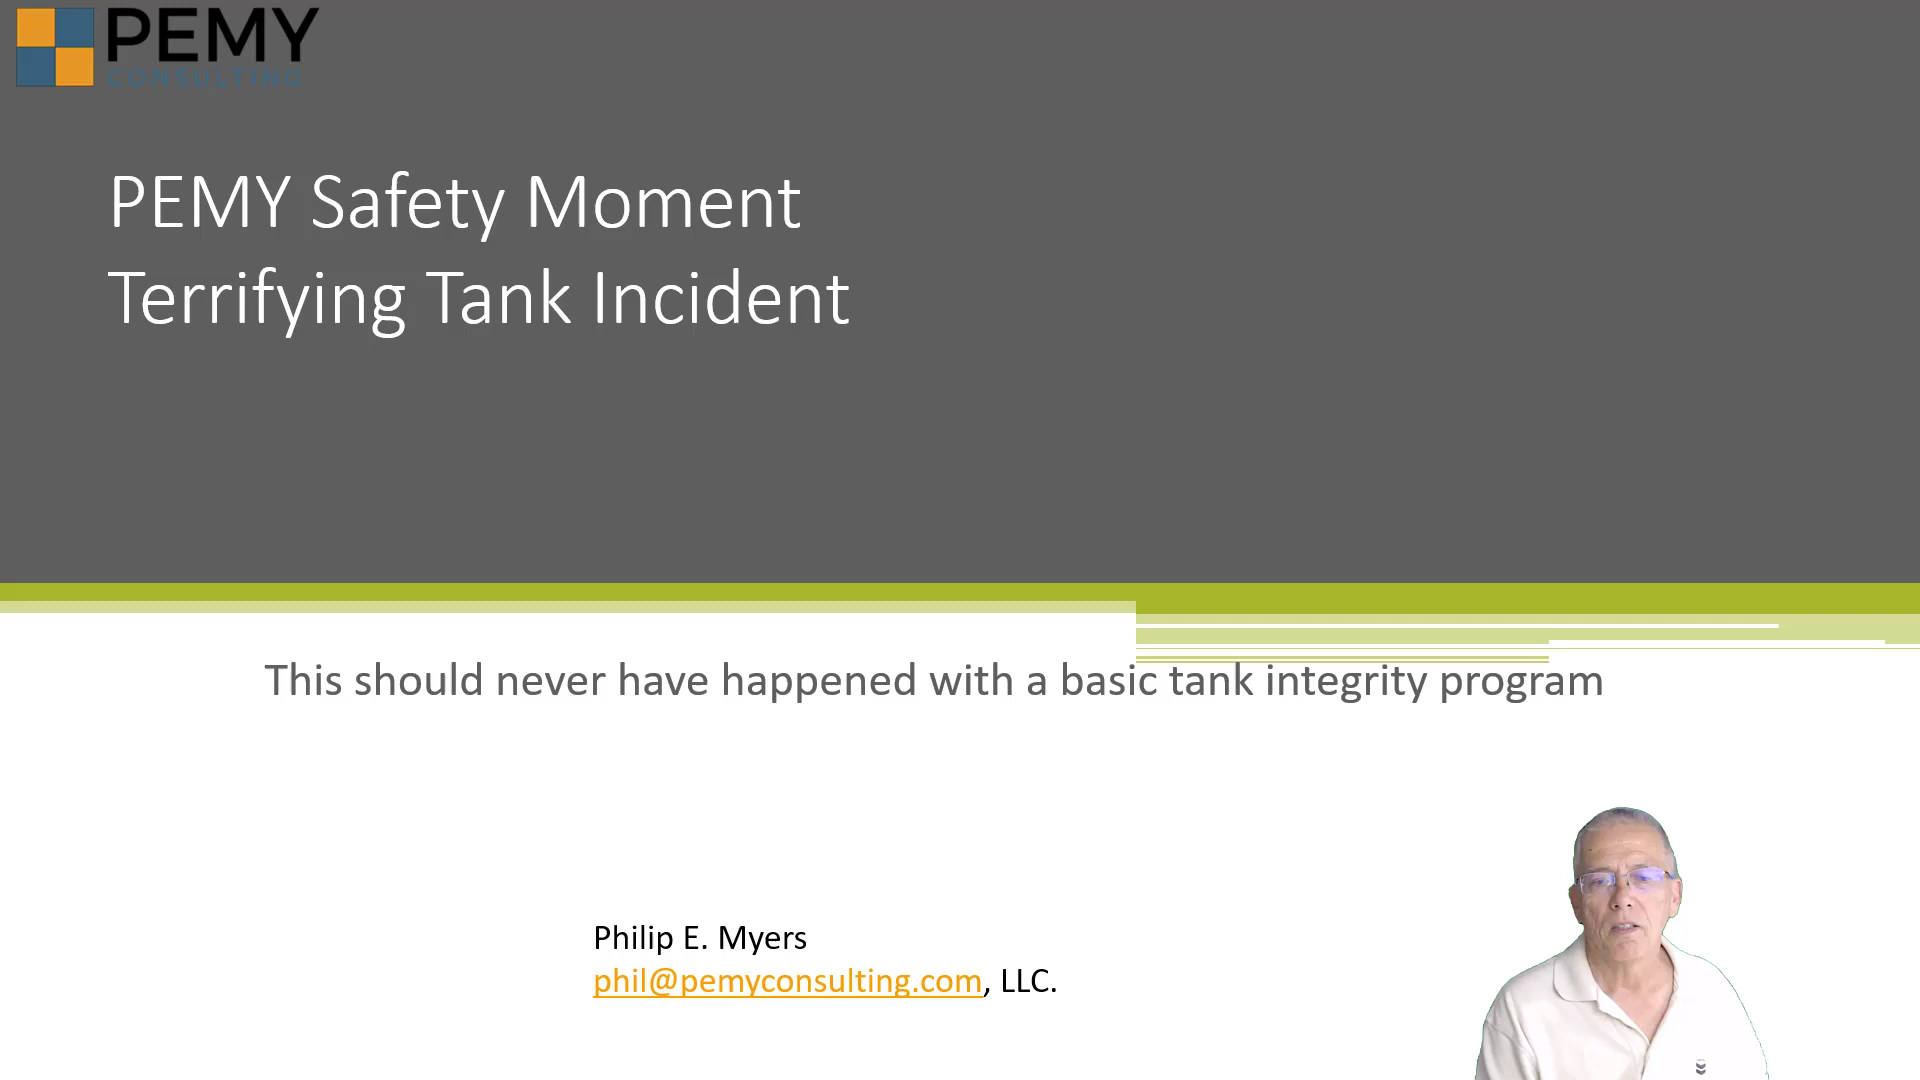 PEMY
CONSULTING
PEMY Safety Moment
Terrifying Tank Incident
This should never have happened with a basic tank integrity program
Philip E. Myers
phil@pemyconsulting.com, LLC.